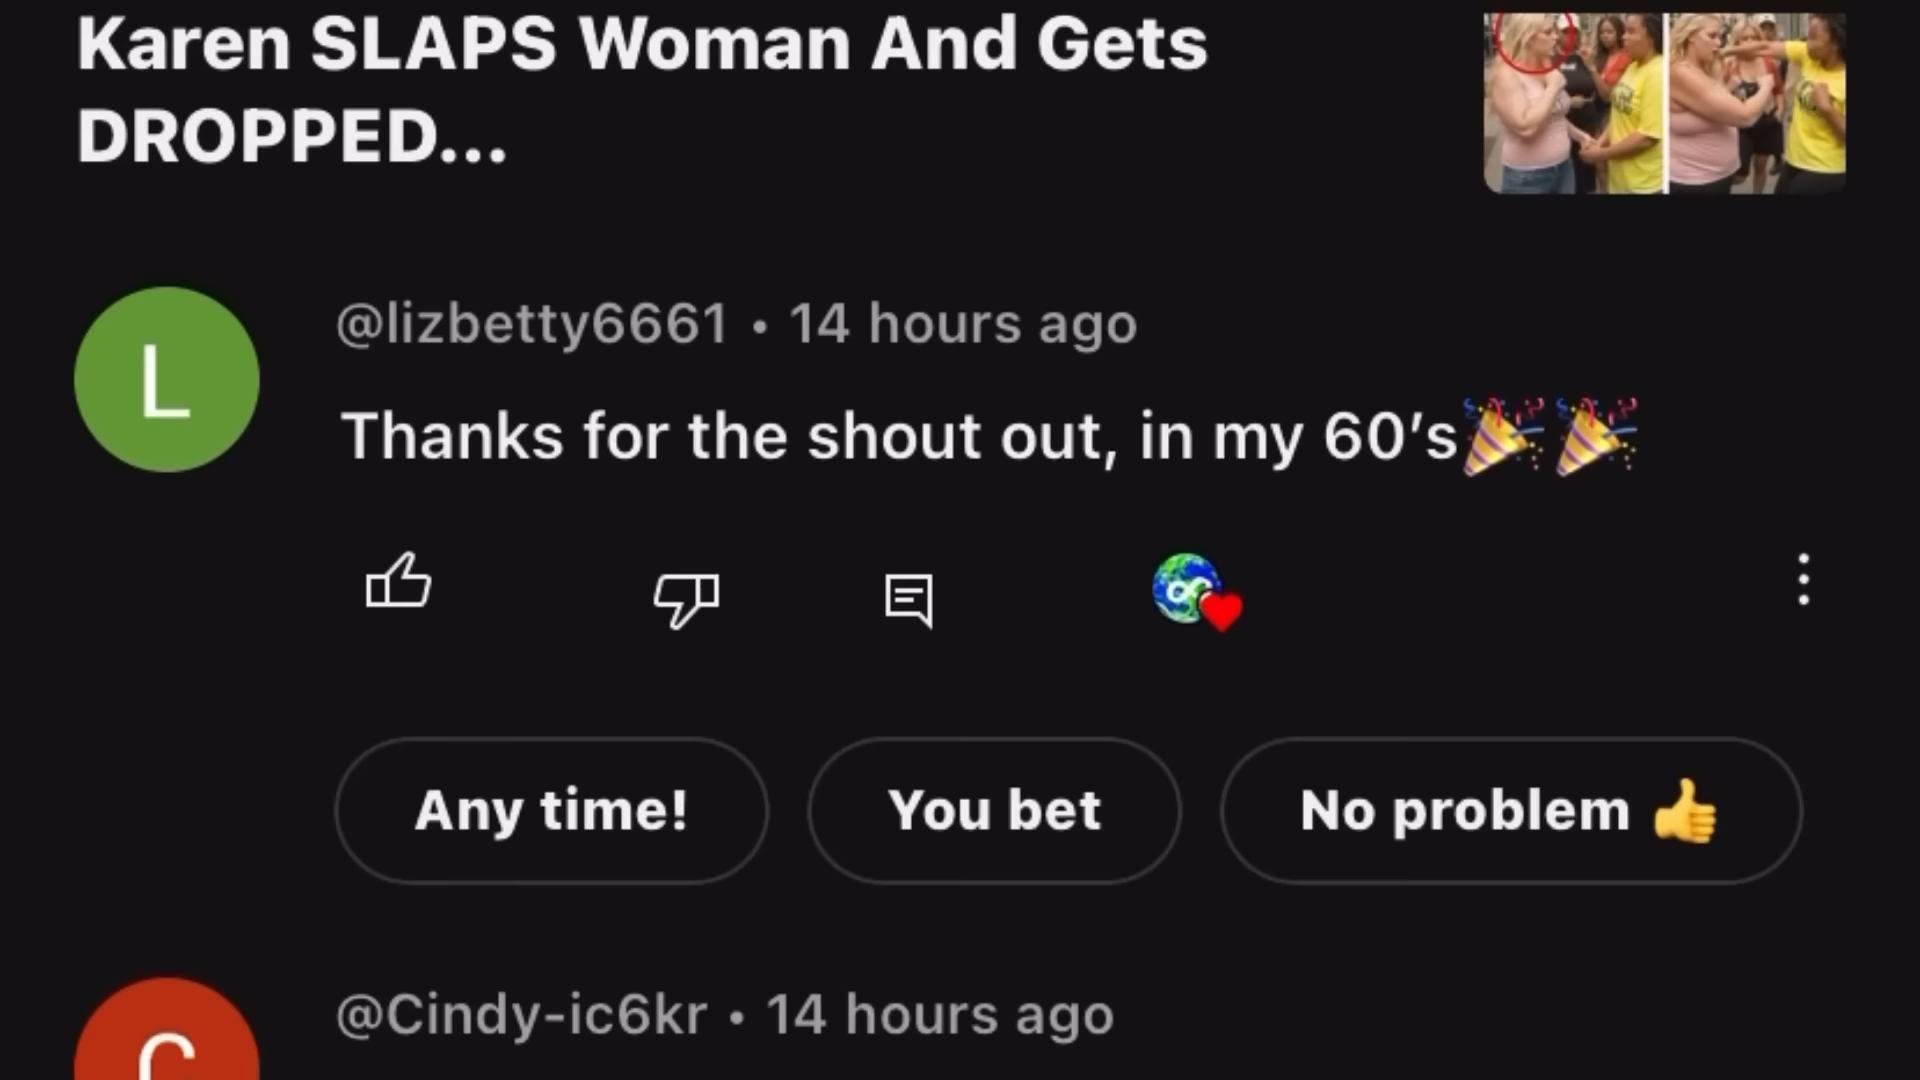 Karen SLAPS Woman And Gets
DROPPED...
L
@lizbetty6661 • 14 hours ago
Thanks for the shout out, in my 60’s🎉🎉
Any time!
You bet
No problem 👍
@Cindy-ic6kr • 14 hours ago
C